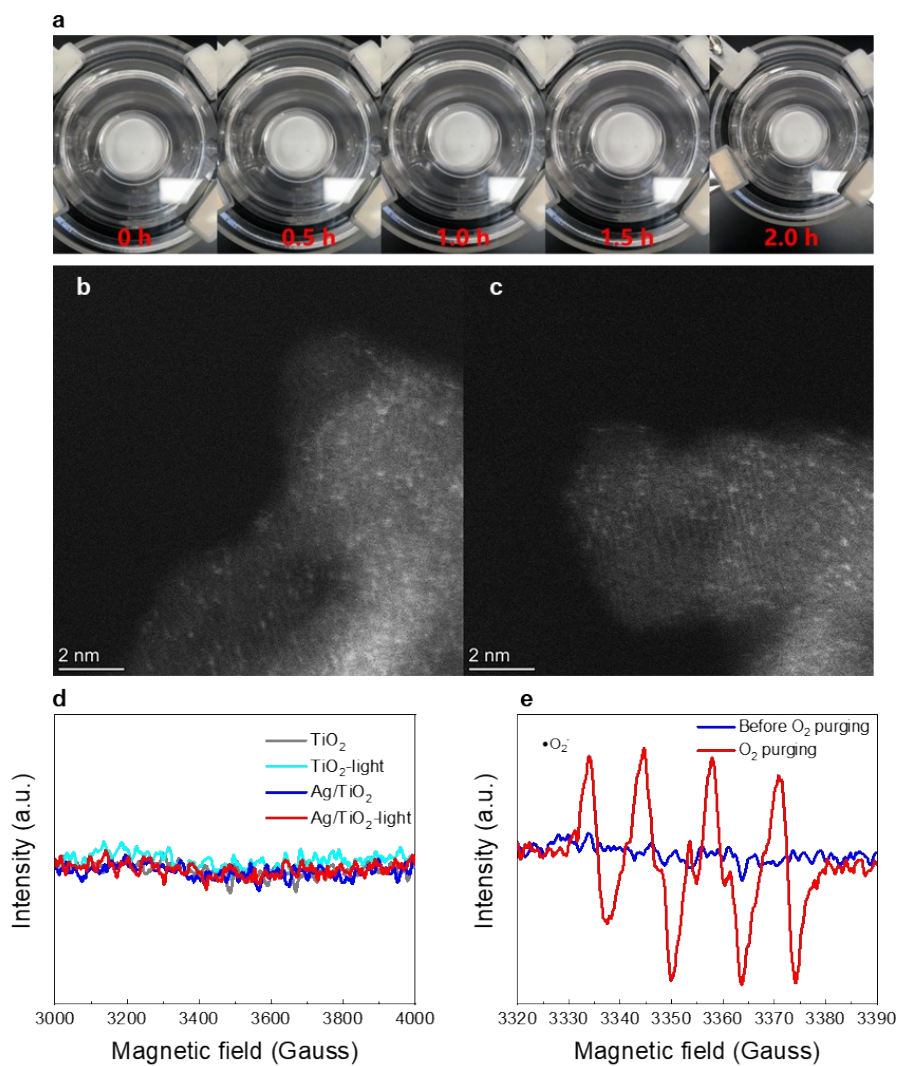 a
0 h 0.5 h 1.0 h 1.5 h 2.0 h
b
c
2 nm
2 nm
d
TiO₂
TiO₂-light
Ag/TiO₂
Ag/TiO₂-light
Intensity (a.u.)
3000 3200 3400 3600 3800 4000
Magnetic field (Gauss)
e
•O₂⁻
Before O₂ purging
O₂ purging
Intensity (a.u.)
3320 3330 3340 3350 3360 3370 3380 3390
Magnetic field (Gauss)